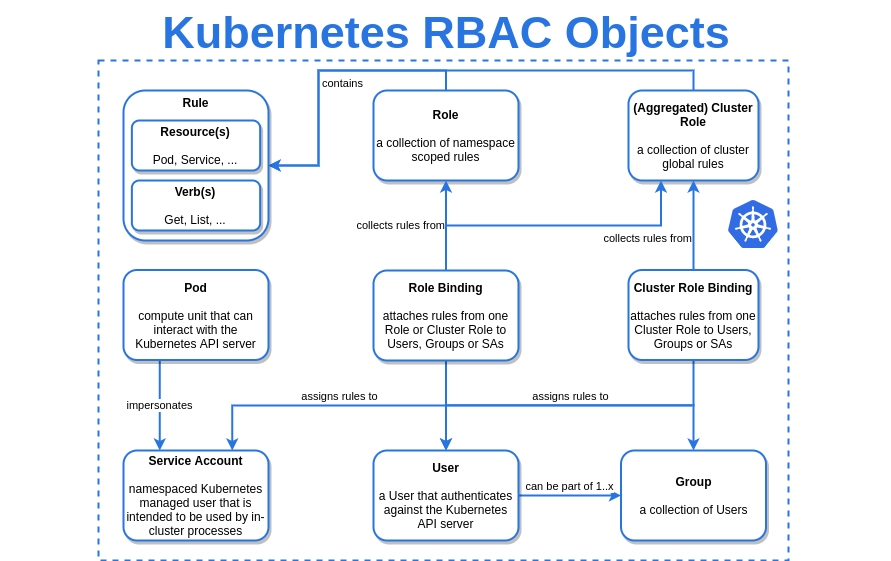 Kubernetes RBAC Objects
contains
Rule
Resource(s)
Pod, Service, ...
Verb(s)
Get, List, ...
Role
a collection of namespace
scoped rules
(Aggregated) Cluster
Role
a collection of cluster
global rules
collects rules from
collects rules from
Pod
compute unit that can
interact with the
Kubernetes API server
Role Binding
attaches rules from one
Role or Cluster Role to
Users, Groups or SAs
Cluster Role Binding
attaches rules from one
Cluster Role to Users,
Groups or SAs
impersonates
assigns rules to
assigns rules to
Service Account
namespaced Kubernetes
managed user that is
intended to be used by in-
cluster processes
User
a User that authenticates
against the Kubernetes
API server
can be part of 1..x
Group
a collection of Users